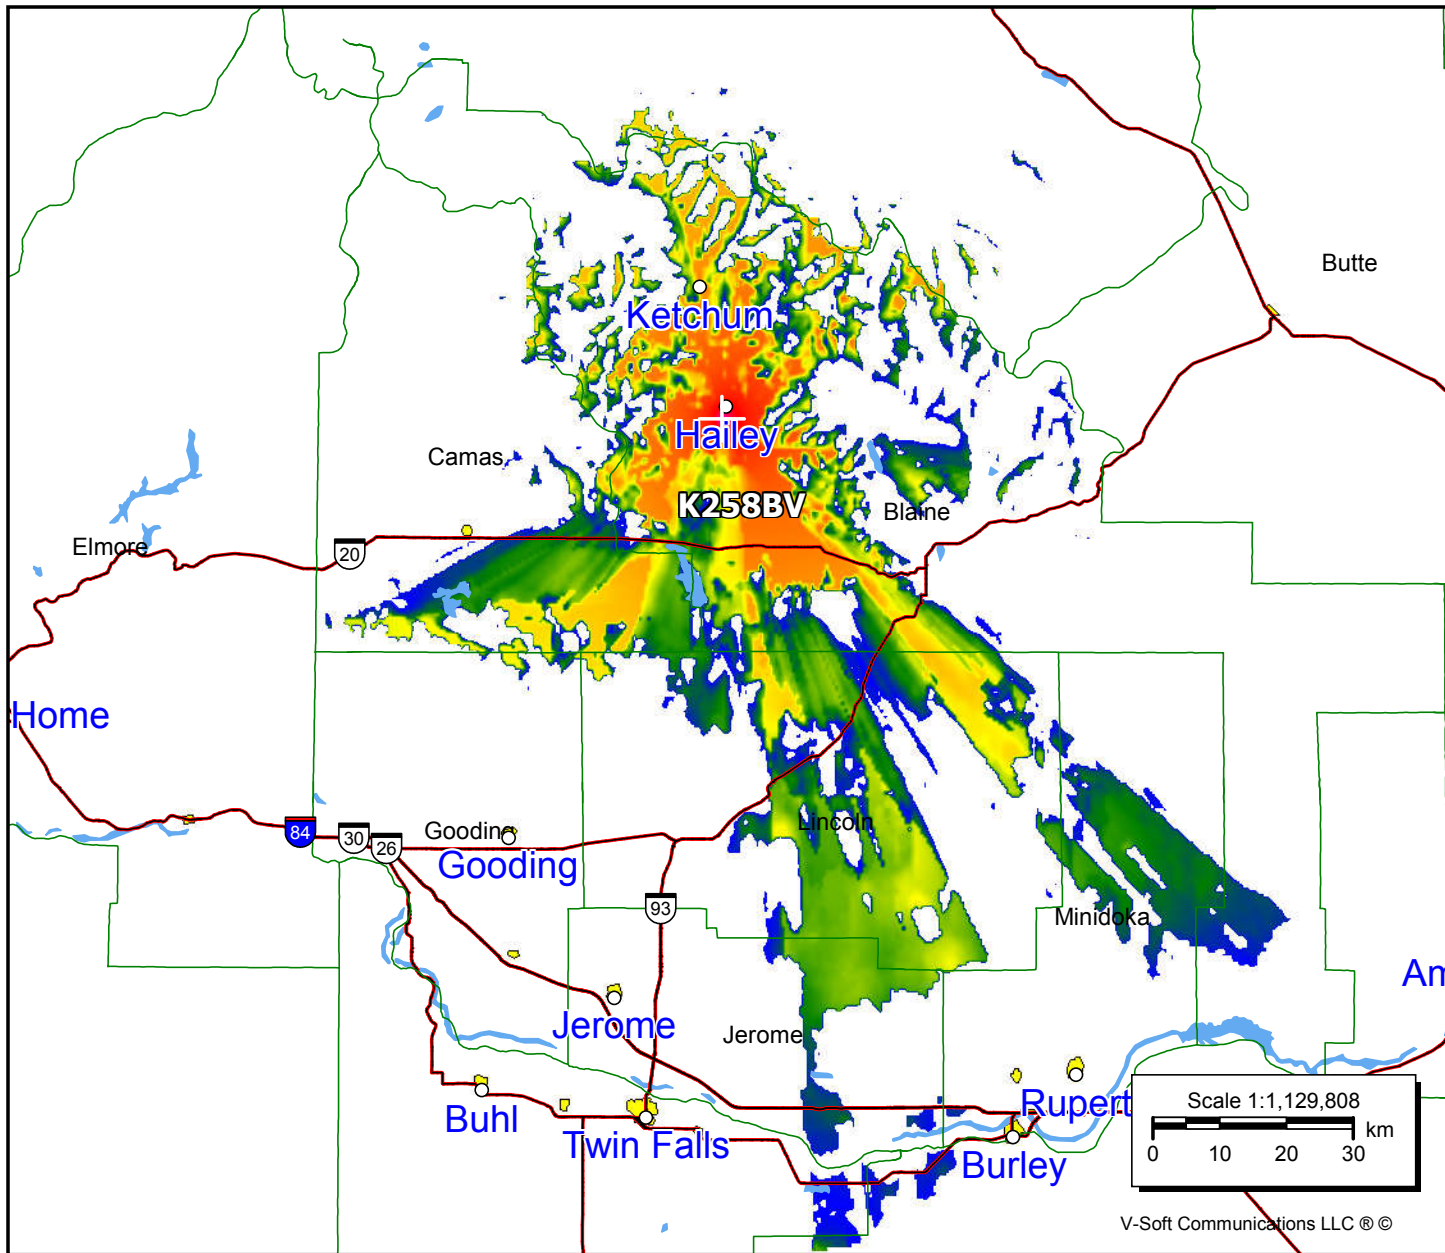 Butte
Ketchum
Hailey
Camas
K258BV
Blaine
Elmore
20
Home
84
30
26
Gooding
Gooding
Lincoln
93
Minidoka
Am
Jerome
Jerome
Buhl
Twin Falls
Rupert
Burley
Scale 1:1,129,808
km
0 10 20 30
V-Soft Communications LLC ® ©